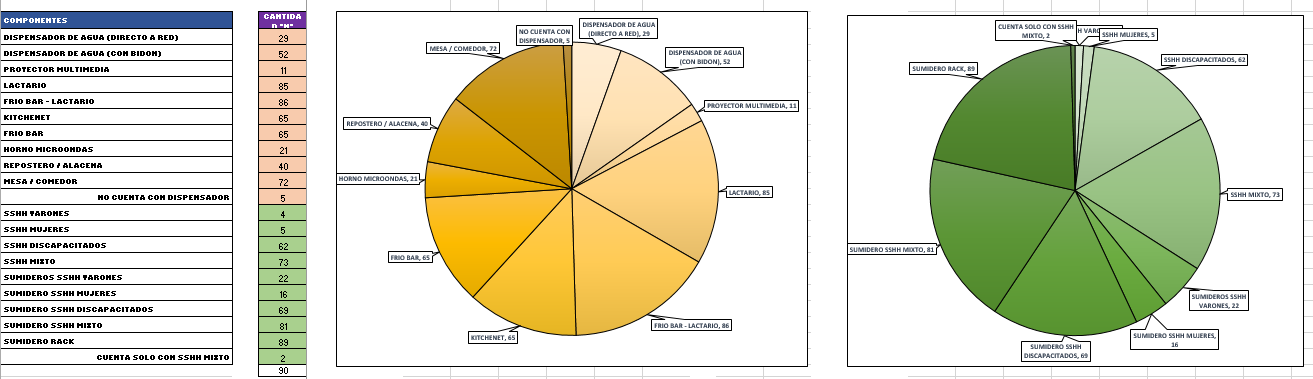 COMPONENTES CANTIDA
D "N"
DISPENSADOR DE AGUA (DIRECTO A RED) 29
DISPENSADOR DE AGUA (CON BIDON) 52
PROYECTOR MULTIMEDIA 11
LACTARIO 85
FRIO BAR - LACTARIO 86
KITCHENET 65
FRIO BAR 65
HORNO MICROONDAS 21
REPOSTERO / ALACENA 40
MESA / COMEDOR 72
NO CUENTA CON DISPENSADOR 5
SSHH VARONES 4
SSHH MUJERES 5
SSHH DISCAPACITADOS 62
SSHH MIXTO 73
SUMIDEROS SSHH VARONES 22
SUMIDERO SSHH MUJERES 16
SUMIDERO SSHH DISCAPACITADOS 69
SUMIDERO SSHH MIXTO 81
SUMIDERO RACK 89
CUENTA SOLO CON SSHH MIXTO 2
90
NO CUENTA CON
DISPENSADOR, 5
DISPENSADOR DE AGUA
(DIRECTO A RED), 29
MESA / COMEDOR, 72
DISPENSADOR DE AGUA
(CON BIDON), 52
PROYECTOR MULTIMEDIA, 11
REPOSTERO / ALACENA, 40
HORNO MICROONDAS, 21
LACTARIO, 85
FRIO BAR, 65
FRIO BAR - LACTARIO, 86
KITCHENET, 65
CUENTA SOLO CON SSHH
MIXTO, 2
H VARO
SSHH MUJERES, 5
SSHH DISCAPACITADOS, 62
SUMIDERO RACK, 89
SSHH MIXTO, 73
SUMIDERO SSHH MIXTO, 81
SUMIDEROS SSHH
VARONES, 22
SUMIDERO SSHH MUJERES,
16
SUMIDERO SSHH
DISCAPACITADOS, 69